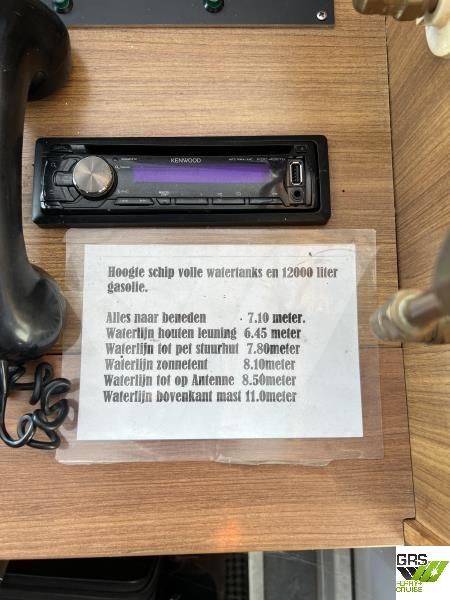 KENWOOD
Hoogte schip volle watertanks en 12000 liter
gasolie.
Alles naar beneden . 7.10 meter.
Waterlijn houten leuning 6.45 meter
Waterlijn tot pet stuurhut 7.80meter
Waterlijn zonnetent 8.10meter
Waterlijn tot op Antenne 8.50meter
Waterlijn bovenkant mast 11.0meter
GRS
FERRY+
CRUISE